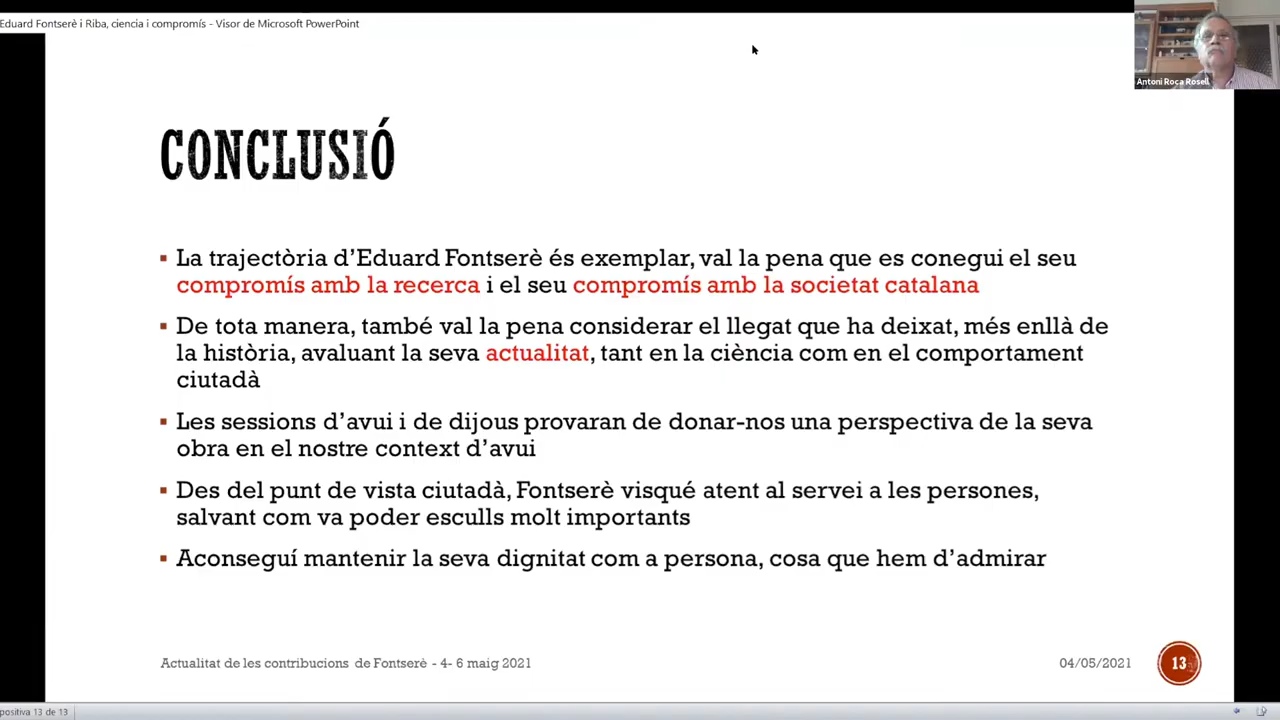 Eduard Fontserè i Riba, ciencia i compromís - Visor de Microsoft PowerPoint
Antoni Roca Rosell
CONCLUSIÓ
▪ La trajectòria d’Eduard Fontserè és exemplar, val la pena que es conegui el seu
compromís amb la recerca i el seu compromís amb la societat catalana
▪ De tota manera, també val la pena considerar el llegat que ha deixat, més enllà de
la història, avaluant la seva actualitat, tant en la ciència com en el comportament
ciutadà
▪ Les sessions d’avui i de dijous provaran de donar-nos una perspectiva de la seva
obra en el nostre context d’avui
▪ Des del punt de vista ciutadà, Fontserè visqué atent al servei a les persones,
salvant com va poder esculls molt importants
▪ Aconseguí mantenir la seva dignitat com a persona, cosa que hem d’admirar
Actualitat de les contribucions de Fontserè - 4- 6 maig 2021
04/05/2021
13
positiva 13 de 13